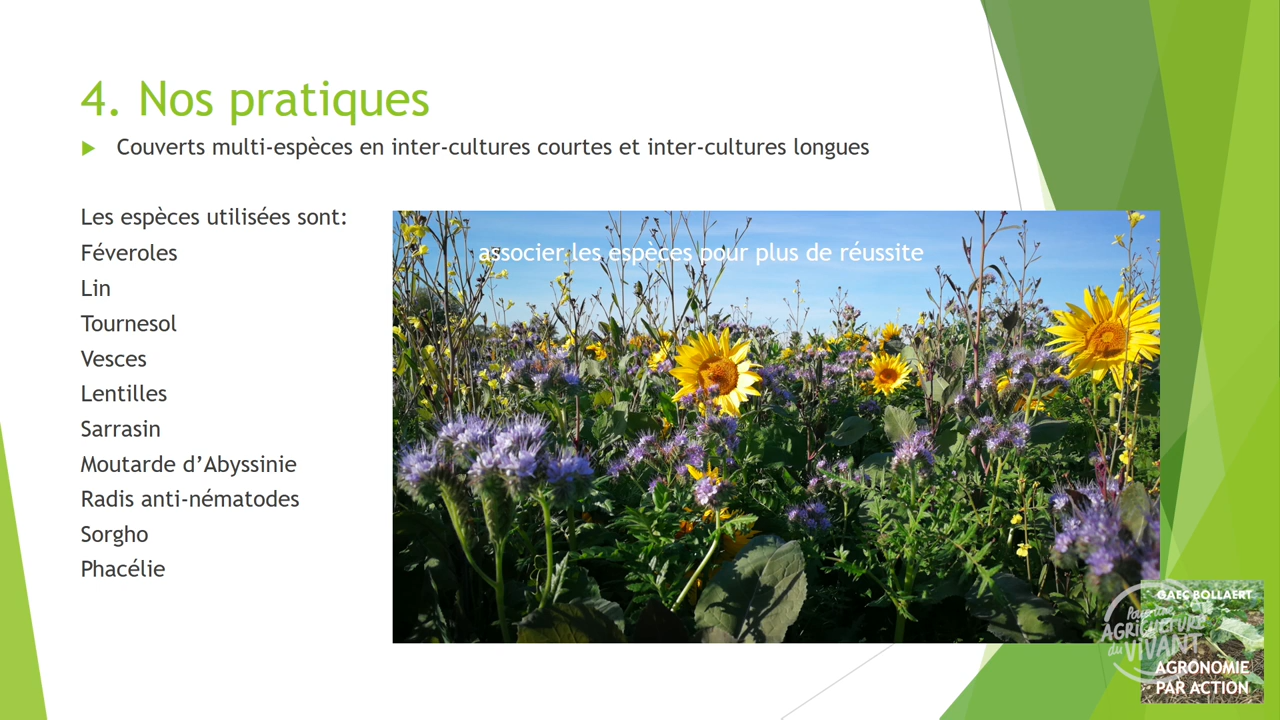 4. Nos pratiques
Couverts multi-espèces en inter-cultures courtes et inter-cultures longues
Les espèces utilisées sont:
Féveroles
Lin
Tournesol
Vesces
Lentilles
Sarrasin
Moutarde d’Abyssinie
Radis anti-nématodes
Sorgho
Phacélie
associer les espèces pour plus de réussite
GAEC BOLLAERT
Pour une
AGRICULTURE
du VIVANT
AGRONOMIE
PAR ACTION